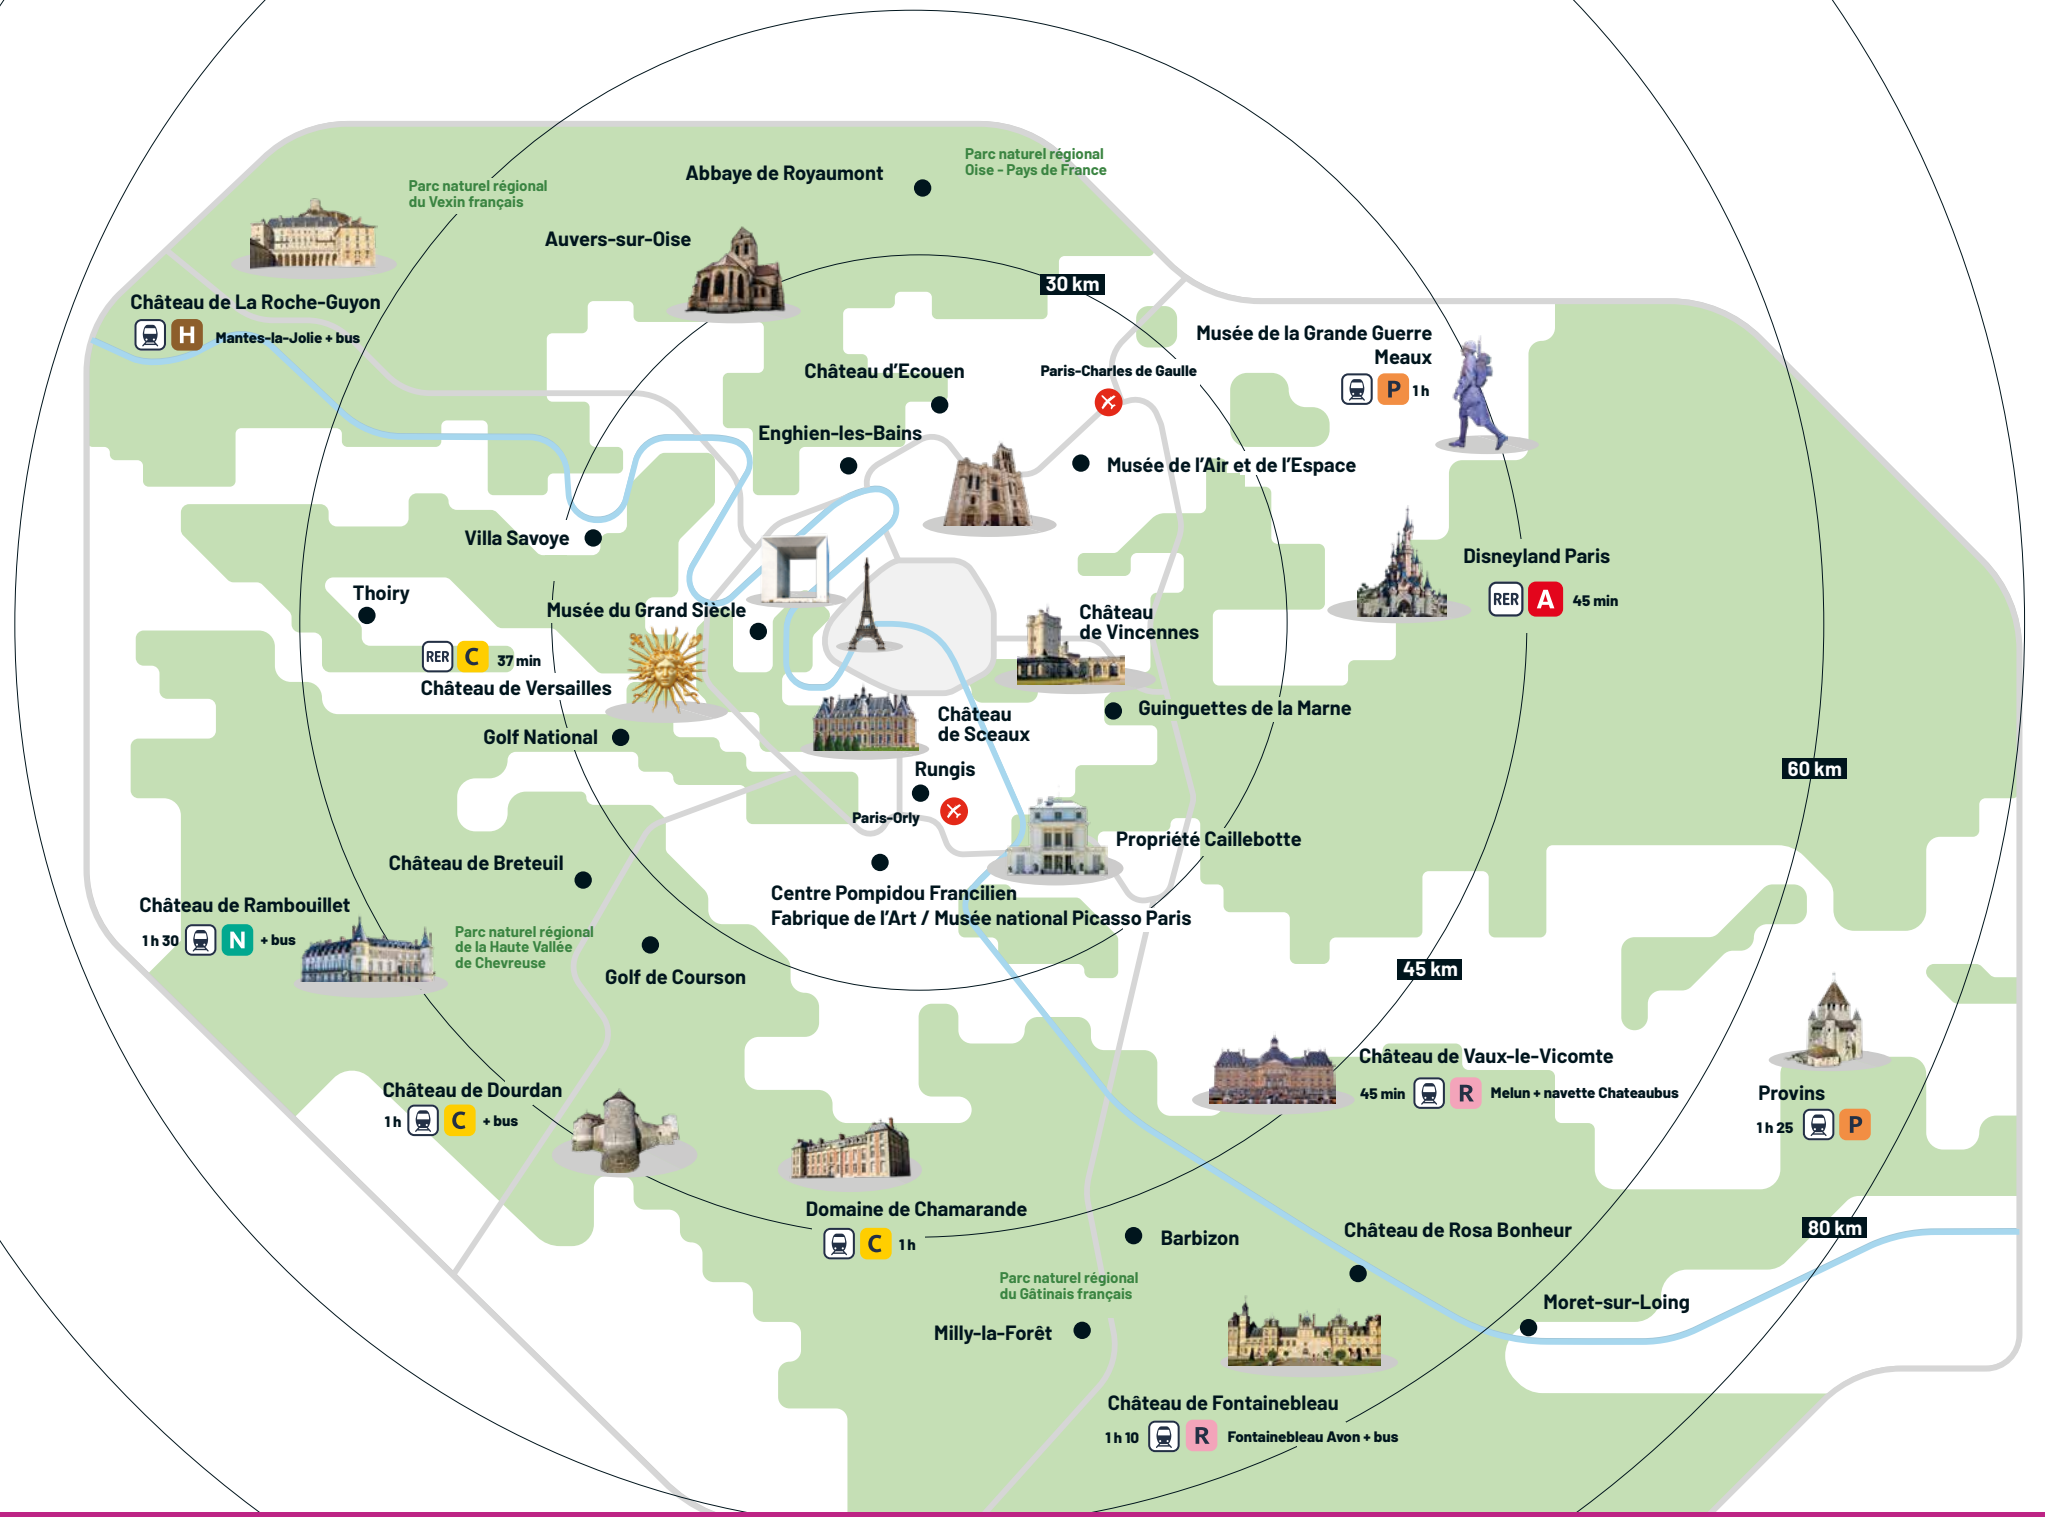 Parc naturel régional
Oise - Pays de France
Abbaye de Royaumont
Parc naturel régional
du Vexin français
Auvers-sur-Oise
30 km
Château de La Roche-Guyon
H Mantes-la-Jolie + bus
Musée de la Grande Guerre
Meaux
P 1 h
Château d'Ecouen
Paris-Charles de Gaulle
Enghien-les-Bains
Musée de l'Air et de l'Espace
Villa Savoye
Disneyland Paris
RER A 45 min
Thoiry
Musée du Grand Siècle
Château
de Vincennes
RER C 37 min
Château de Versailles
Guinguettes de la Marne
Château
de Sceaux
Golf National
Rungis
60 km
Paris-Orly
Propriété Caillebotte
Château de Breteuil
Centre Pompidou Francilien
Fabrique de l'Art / Musée national Picasso Paris
Château de Rambouillet
1 h 30 N + bus
Parc naturel régional
de la Haute Vallée
de Chevreuse
Golf de Courson
45 km
Château de Vaux-le-Vicomte
45 min R Melun + navette Chateaubus
Château de Dourdan
1 h C + bus
Provins
1 h 25 P
Domaine de Chamarande
C 1 h
Barbizon
Château de Rosa Bonheur
80 km
Parc naturel régional
du Gâtinais français
Moret-sur-Loing
Milly-la-Forêt
Château de Fontainebleau
1 h 10 R Fontainebleau Avon + bus